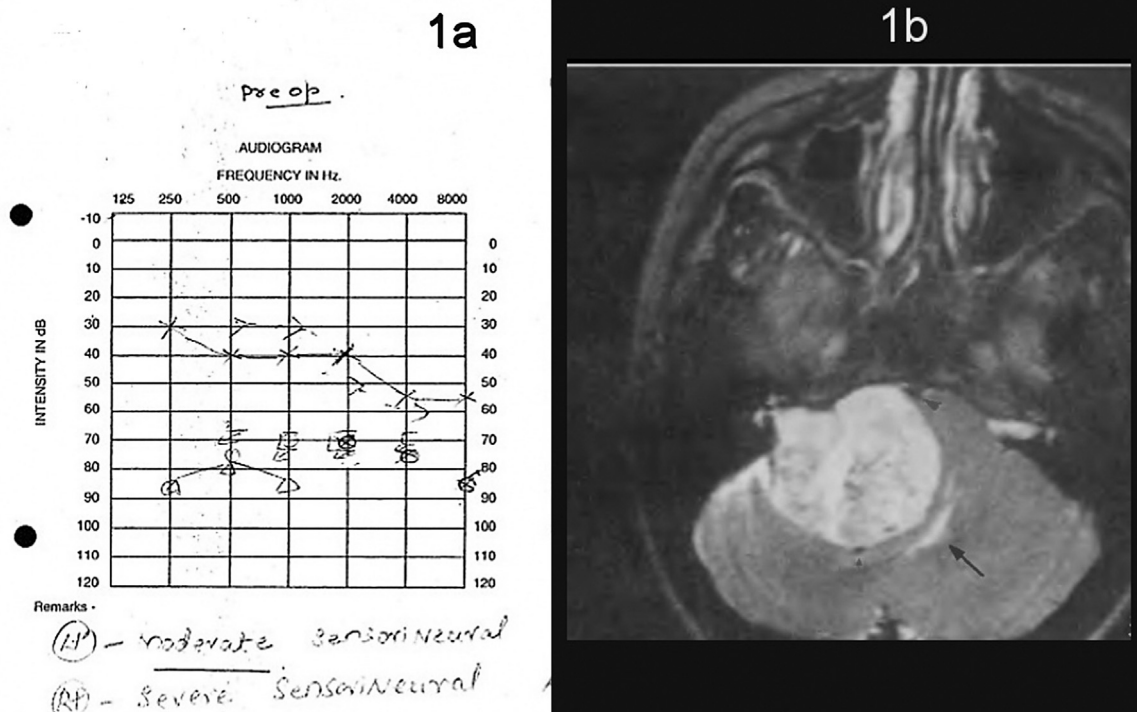 1a
1b
Pre op.
AUDIOGRAM
FREQUENCY IN Hz.
125 250 500 1000 2000 4000 8000
-10
0 0
10 10
20 20
30 30
40 40
50 50
60 60
70 70
80 80
90 90
100 100
110 110
120 120
INTENSITY IN dB
Remarks -
- moderate Sensorineural
(Rt) - Severe Sensorineural